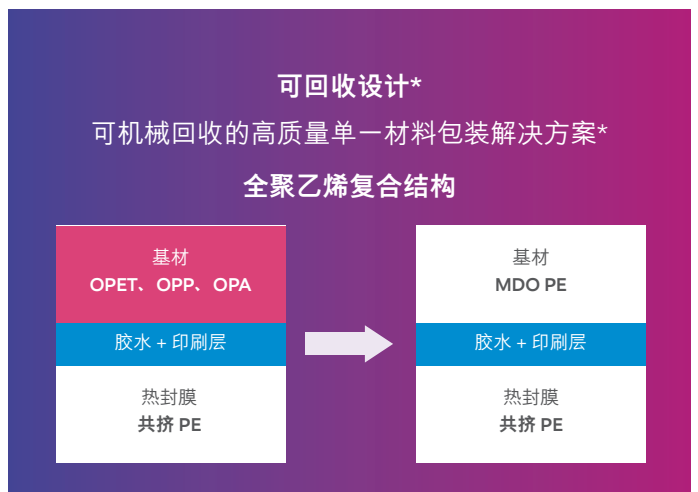 可回收设计*
可机械回收的高质量单一材料包装解决方案*
全聚乙烯复合结构
基材
OPET、OPP、OPA
胶水 + 印刷层
热封膜
共挤 PE
基材
MDO PE
胶水 + 印刷层
热封膜
共挤 PE